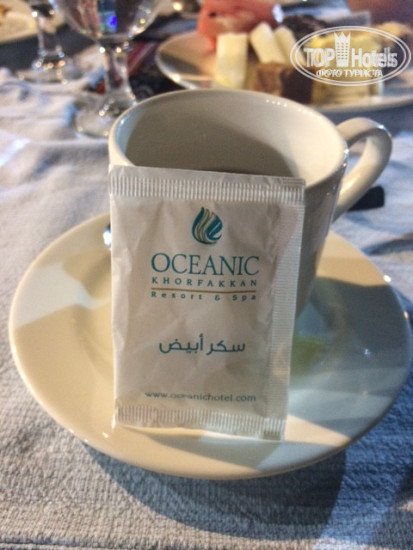 TOP Hotels
OCEANIC
KHORFAKKAN
Resort & Spa
سكر أبيض
www.oceanichotel.com